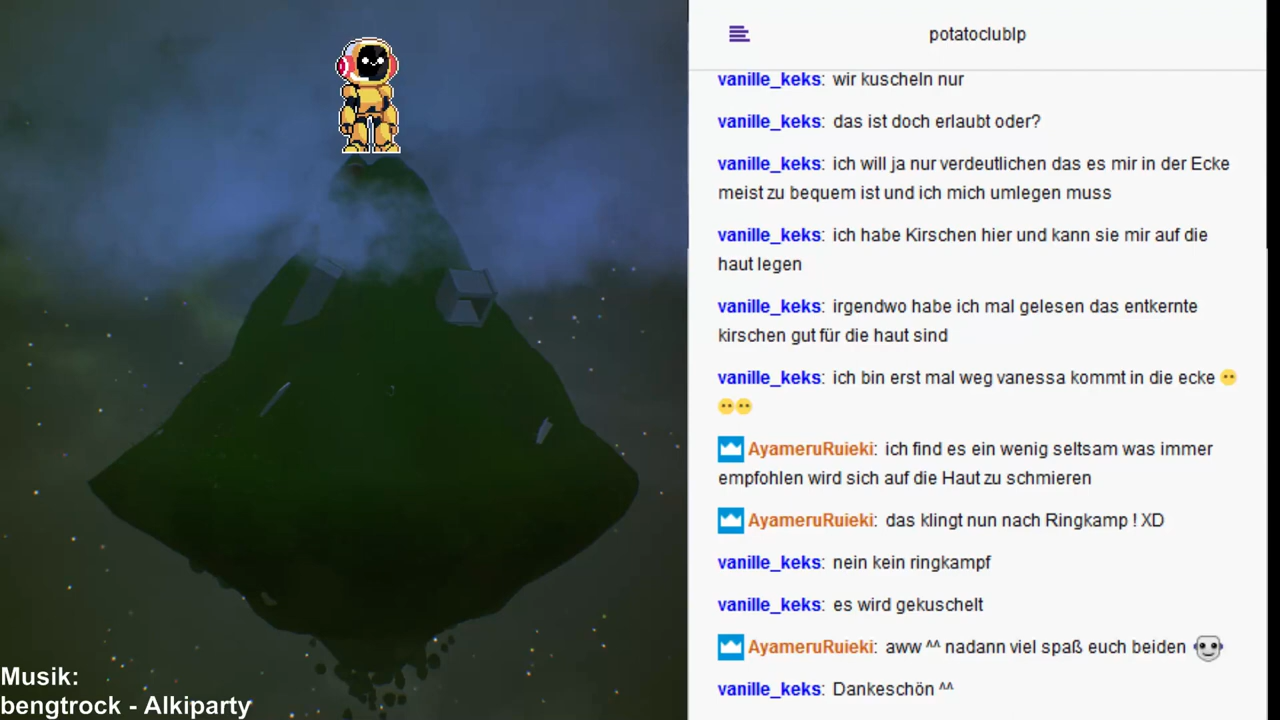 potatoclublp
vanille_keks: wir kuscheln nur
vanille_keks: das ist doch erlaubt oder?
vanille_keks: ich will ja nur verdeutlichen das es mir in der Ecke
meist zu bequem ist und ich mich umlegen muss
vanille_keks: ich habe Kirschen hier und kann sie mir auf die
haut legen
vanille_keks: irgendwo habe ich mal gelesen das entkernte
kirschen gut für die haut sind
vanille_keks: ich bin erst mal weg vanessa kommt in die ecke
AyameruRuieki: ich find es ein wenig seltsam was immer
empfohlen wird sich auf die Haut zu schmieren
AyameruRuieki: das klingt nun nach Ringkamp ! XD
vanille_keks: nein kein ringkampf
vanille_keks: es wird gekuschelt
AyameruRuieki: aww ^^ nadann viel spaß euch beiden
vanille_keks: Dankeschön ^^
Musik:
bengtrock - Alkiparty